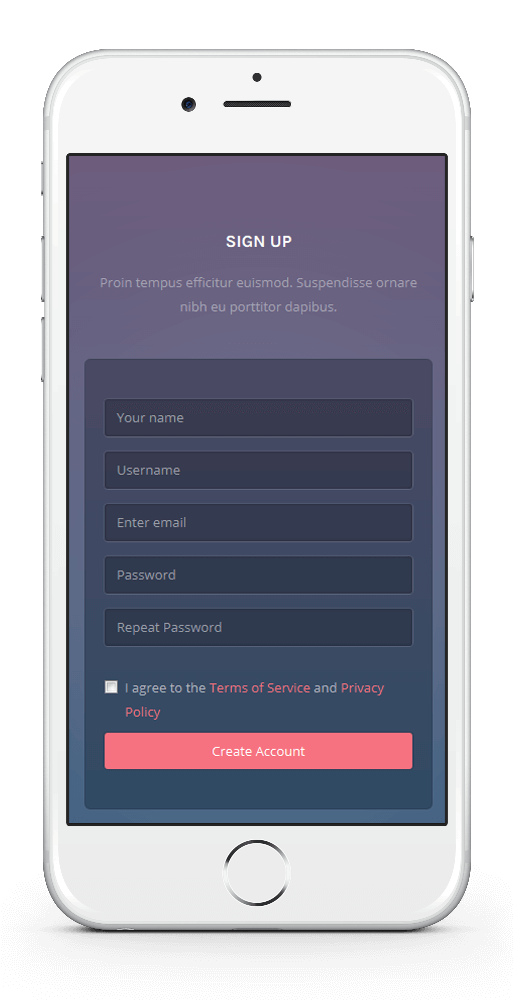 SIGN UP
Proin tempus efficitur euismod. Suspendisse ornare
nibh eu porttitor dapibus.
Your name
Username
Enter email
Password
Repeat Password
I agree to the Terms of Service and Privacy
Policy
Create Account